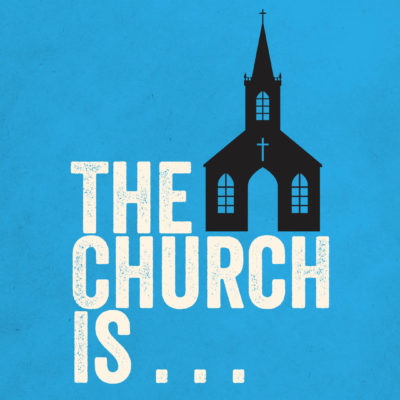 THE
CHURCH
IS . . .